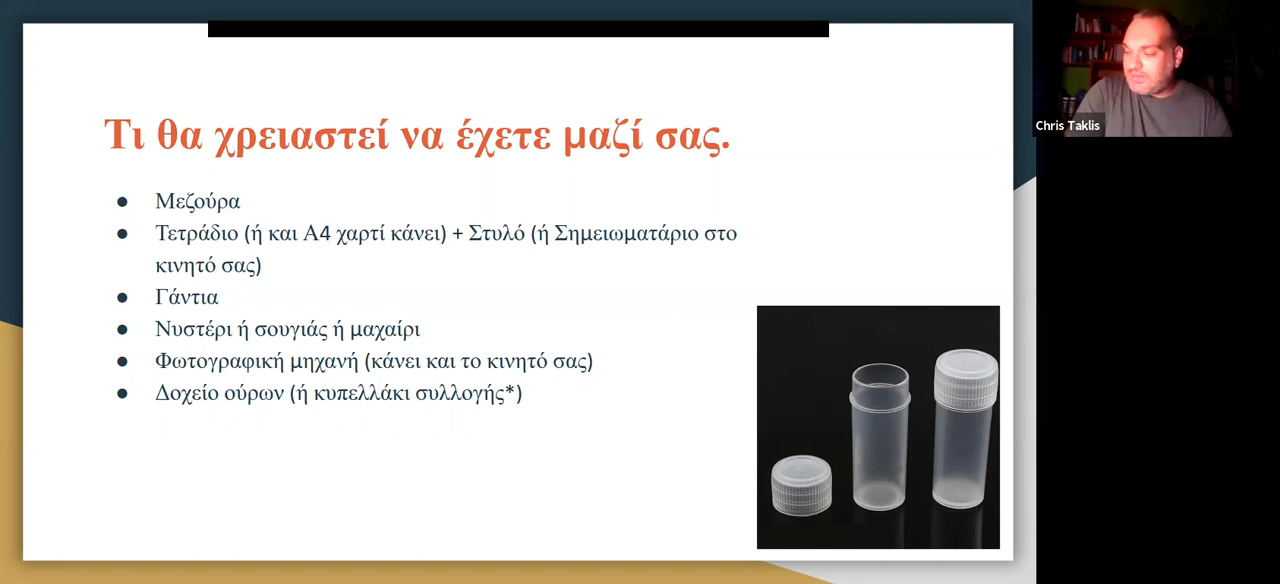 Τι θα χρειαστεί να έχετε μαζί σας.
● Μεζούρα
● Τετράδιο (ή και Α4 χαρτί κάνει) + Στυλό (ή Σημειωματάριο στο
κινητό σας)
● Γάντια
● Νυστέρι ή σουγιάς ή μαχαίρι
● Φωτογραφική μηχανή (κάνει και το κινητό σας)
● Δοχείο ούρων (ή κυπελλάκι συλλογής*)
Chris Taklis